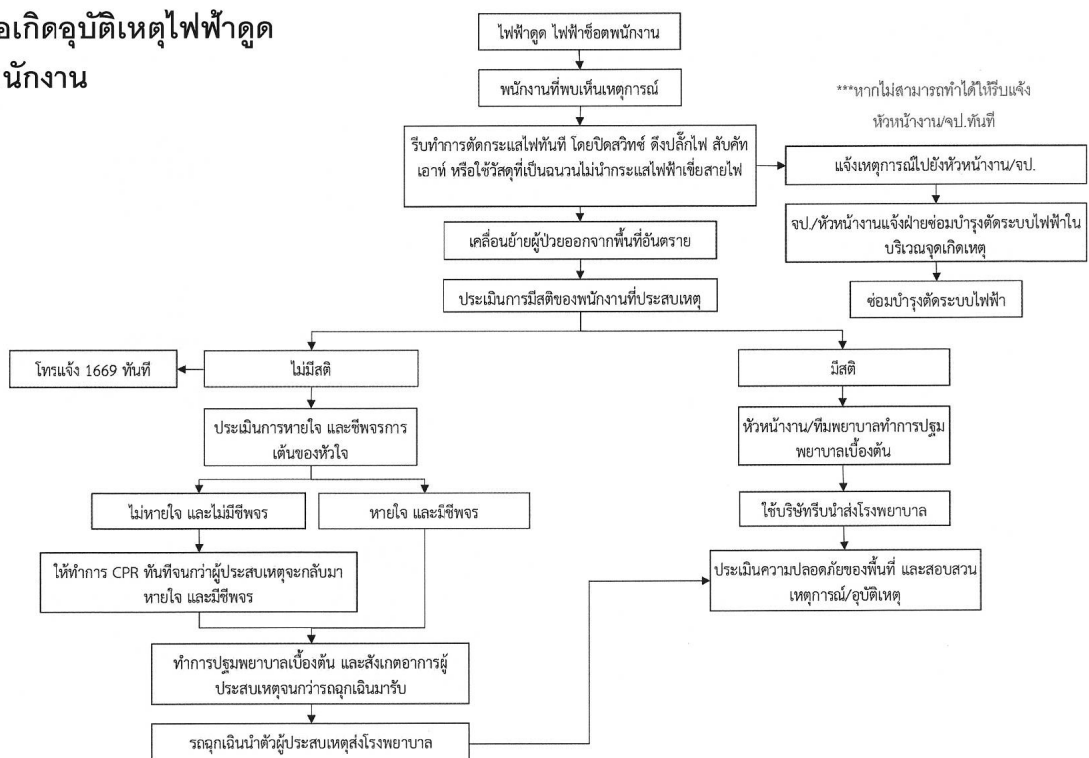 อเกิดอุบัติเหตุไฟฟ้าดูด
นักงาน
ไฟฟ้าดูด ไฟฟ้าช็อตพนักงาน
พนักงานที่พบเห็นเหตุการณ์
***หากไม่สามารถทำได้ให้รีบแจ้ง
หัวหน้างาน/จป.ทันที
รีบทำการตัดกระแสไฟทันที โดยปิดสวิทซ์ ดึงปลั๊กไฟ สับคัท
เอาท์ หรือใช้วัสดุที่เป็นฉนวนไม่นำกระแสไฟฟ้าเขี่ยสายไฟ
แจ้งเหตุการณ์ไปยังหัวหน้างาน/จป.
เคลื่อนย้ายผู้ป่วยออกจากพื้นที่อันตราย
จป./หัวหน้างานแจ้งฝ่ายซ่อมบำรุงตัดระบบไฟฟ้าใน
บริเวณจุดเกิดเหตุ
ประเมินการมีสติของพนักงานที่ประสบเหตุ
ซ่อมบำรุงตัดระบบไฟฟ้า
โทรแจ้ง 1669 ทันที
ไม่มีสติ
มีสติ
ประเมินการหายใจ และชีพจรการ
เต้นของหัวใจ
หัวหน้างาน/ทีมพยาบาลทำการปฐม
พยาบาลเบื้องต้น
ไม่หายใจ และไม่มีชีพจร
หายใจ และมีชีพจร
ใช้บริษัทรีบนำส่งโรงพยาบาล
ให้ทำการ CPR ทันทีจนกว่าผู้ประสบเหตุจะกลับมา
หายใจ และมีชีพจร
ประเมินความปลอดภัยของพื้นที่ และสอบสวน
เหตุการณ์/อุบัติเหตุ
ทำการปฐมพยาบาลเบื้องต้น และสังเกตอาการผู้
ประสบเหตุจนกว่ารถฉุกเฉินมารับ
รถฉุกเฉินนำตัวผู้ประสบเหตุส่งโรงพยาบาล